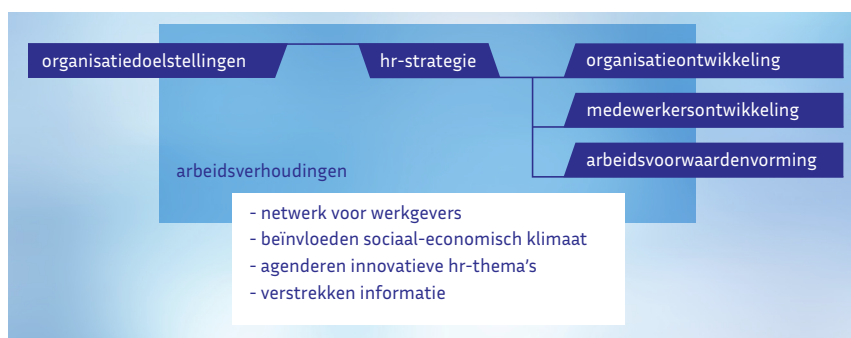 organisatiedoelstellingen
hr-strategie
organisatieontwikkeling
medewerkersontwikkeling
arbeidsvoorwaardenvorming
arbeidsverhoudingen
- netwerk voor werkgevers
- beïnvloeden sociaal-economisch klimaat
- agenderen innovatieve hr-thema’s
- verstrekken informatie